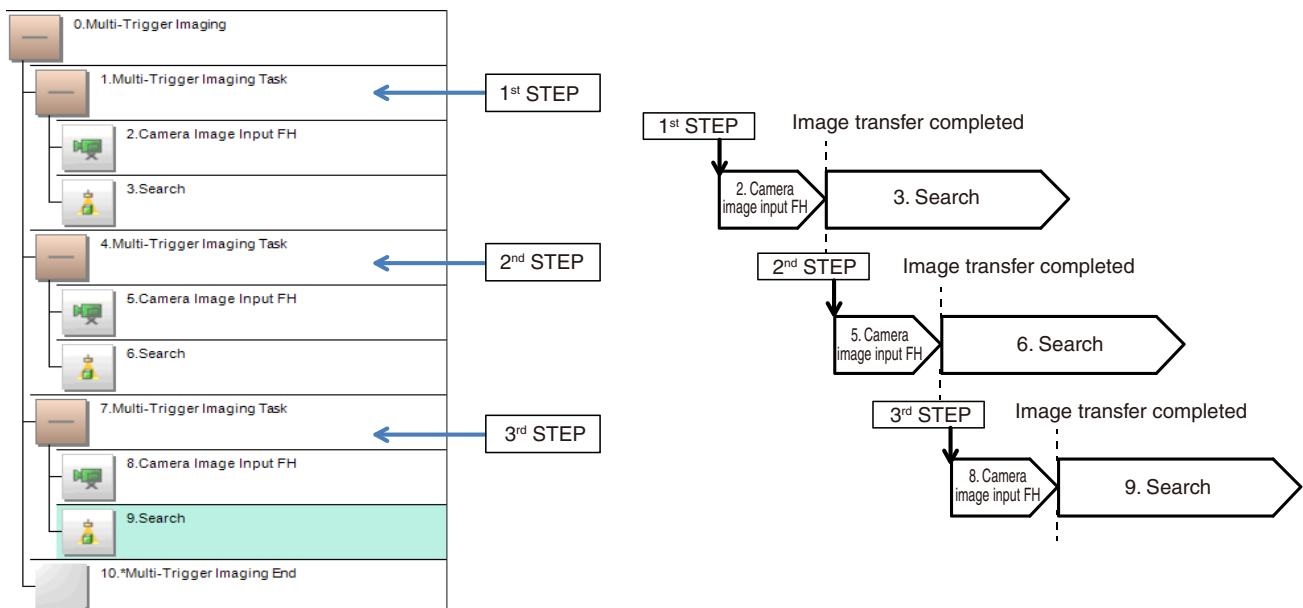 0.Multi-Trigger Imaging
1.Multi-Trigger Imaging Task
1st STEP
2.Camera Image Input FH
3.Search
4.Multi-Trigger Imaging Task
2nd STEP
5.Camera Image Input FH
6.Search
7.Multi-Trigger Imaging Task
3rd STEP
8.Camera Image Input FH
9.Search
10.*Multi-Trigger Imaging End
1st STEP
Image transfer completed
2. Camera
image input FH
3. Search
2nd STEP
Image transfer completed
5. Camera
image input FH
6. Search
3rd STEP
Image transfer completed
8. Camera
image input FH
9. Search